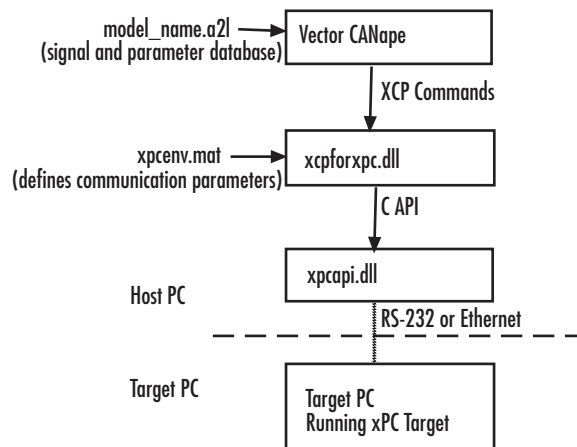 model_name.a2l
(signal and parameter database)
Vector CANape
XCP Commands
xpcenv.mat
(defines communication parameters)
xcpforxpc.dll
C API
xpcapi.dll
Host PC
RS-232 or Ethernet
Target PC
Target PC
Running xPC Target